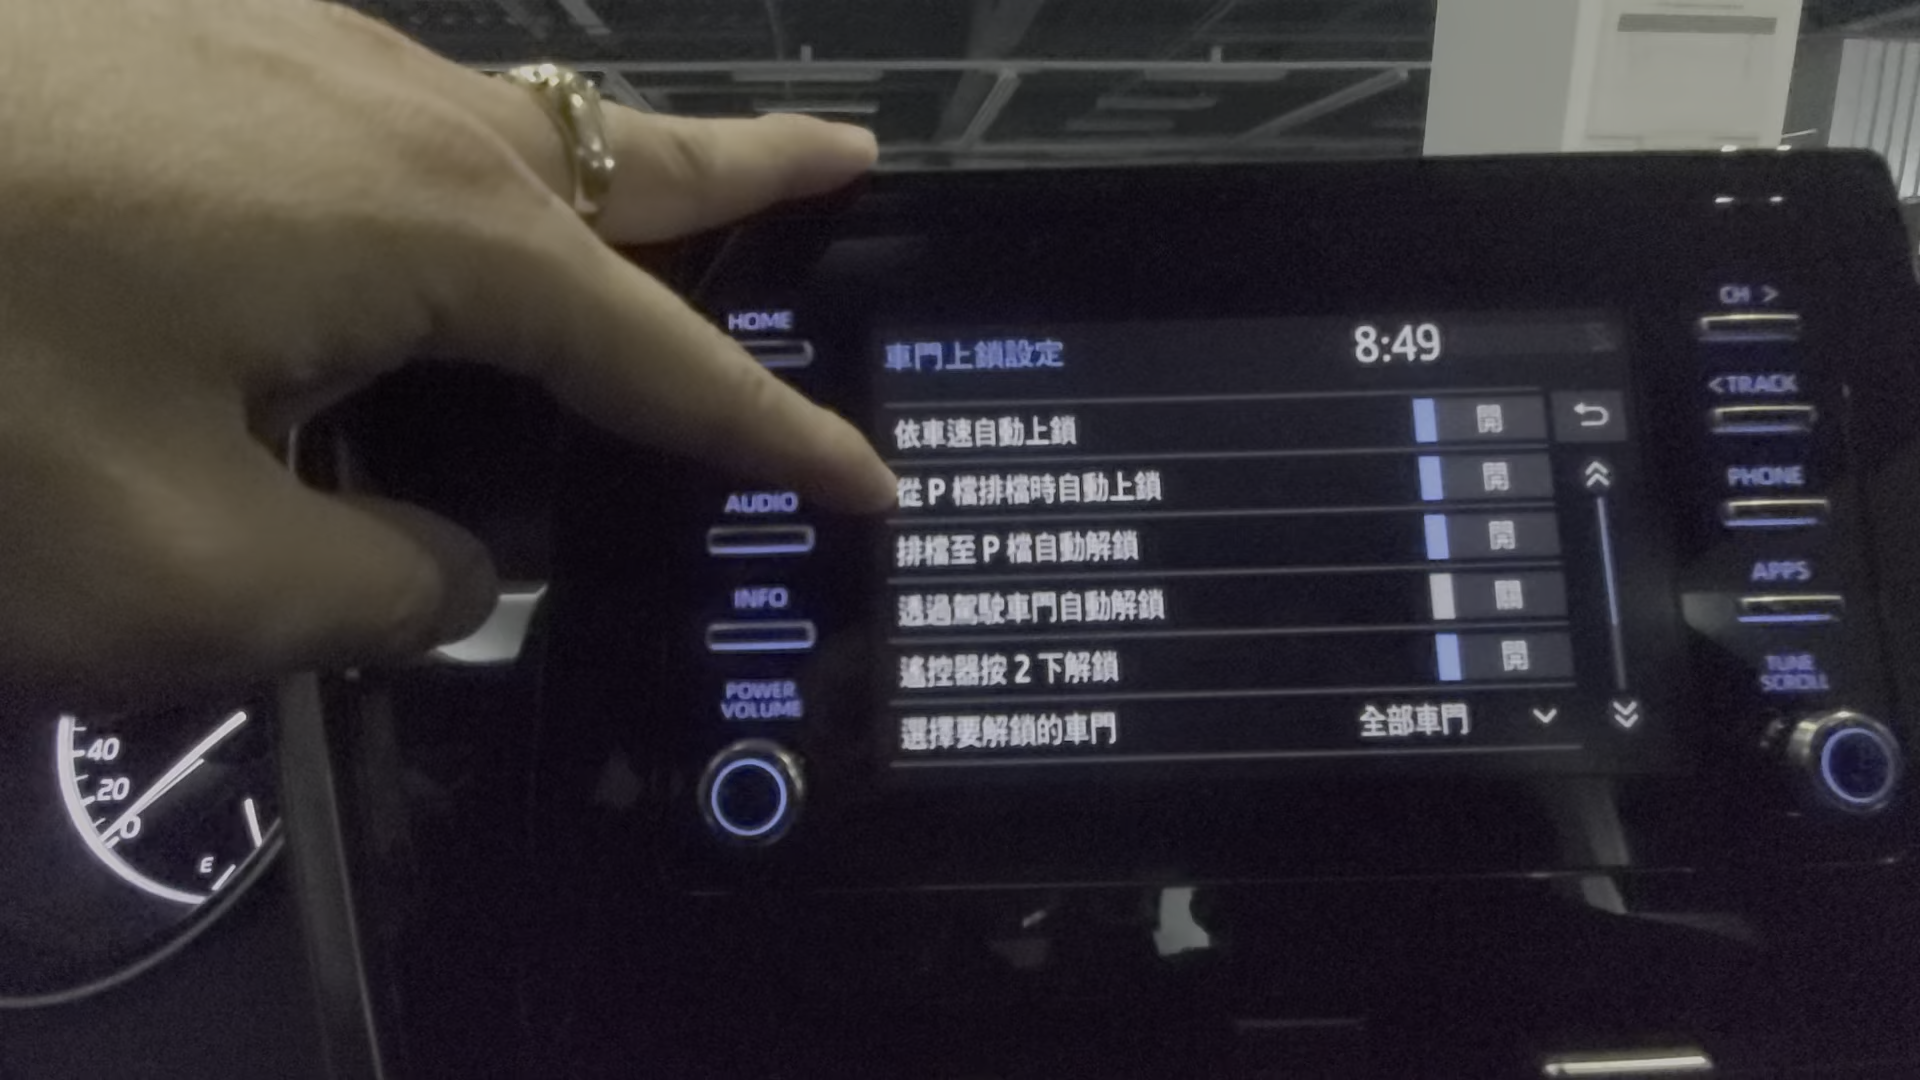 HOME
AUDIO
INFO
POWER
VOLUME
車門上鎖設定
8:49
依車速自動上鎖
開
從 P 檔排檔時自動上鎖
開
排檔至 P 檔自動解鎖
開
透過駕駛車門自動解鎖
關
遙控器按 2 下解鎖
開
選擇要解鎖的車門
全部車門
CH >
<TRACK
PHONE
APPS
TUNE
SCROLL
40
20
0
E